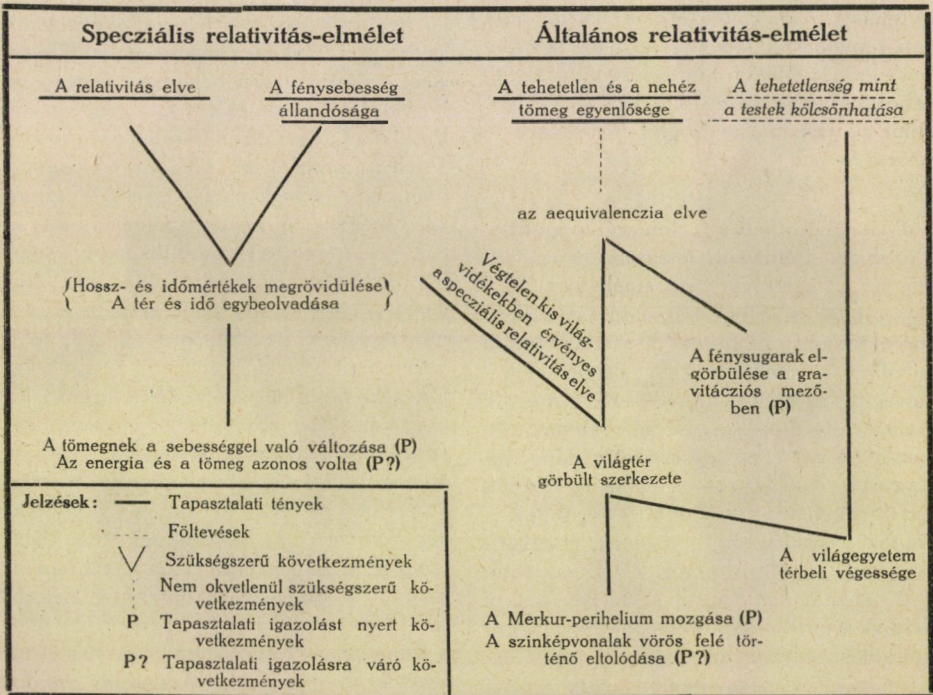 Speczialis relativitás-elmélet
A relativitás elve
A fénysebesség
állandósága
{Hossz- és időmértékek megrövidülése}
A tér és idő egybeolvadása
A tömegnek a sebességgel való változása (P)
Az energia és a tömeg azonos volta (P?)
Általános relativitás-elmélet
A tehetetlen és a nehéz
tömeg egyenlősége
A tehetetlenség mint
a testek kölcsönhatása
az aequivalenczia elve
Végtelen kis világ-
vidékekben érvényes
a speczialis relativitás elve
A fénysugarak el-
görbülése a gra-
vitácziós mező-
ben (P)
A világtér
görbült szerkezete
A világegyetem
térbeli végessége
A Merkur-perihelium mozgása (P)
A szinképvonalak vörös felé tör-
ténő eltolódása (P?)
Jelzések: Tapasztalati tények
Föltevések
Szükségszerű következmények
Nem okvetlenül szükségszerű kö-
vetkezmények
P Tapasztalati igazolást nyert kö-
vetkezmények
P? Tapasztalati igazolásra váró kö-
vetkezmények